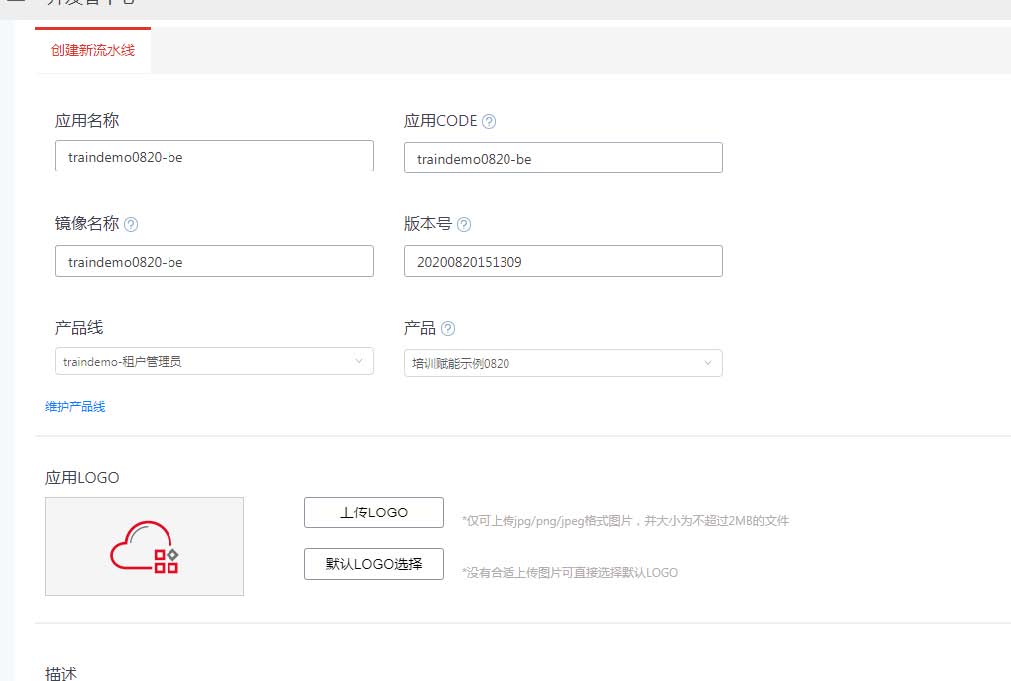 开发者中心
创建新流水线
应用名称
应用CODE
traindemo0820-be
traindemo0820-be
镜像名称
版本号
traindemo0820-be
20200820151309
产品线
产品
traindemo-租户管理员
培训赋能示例0820
维护产品线
应用LOGO
上传LOGO
*仅可上传jpg/png/jpeg格式图片，并大小为不超过2MB的文件
默认LOGO选择
*没有合适上传图片可直接选择默认LOGO
描述